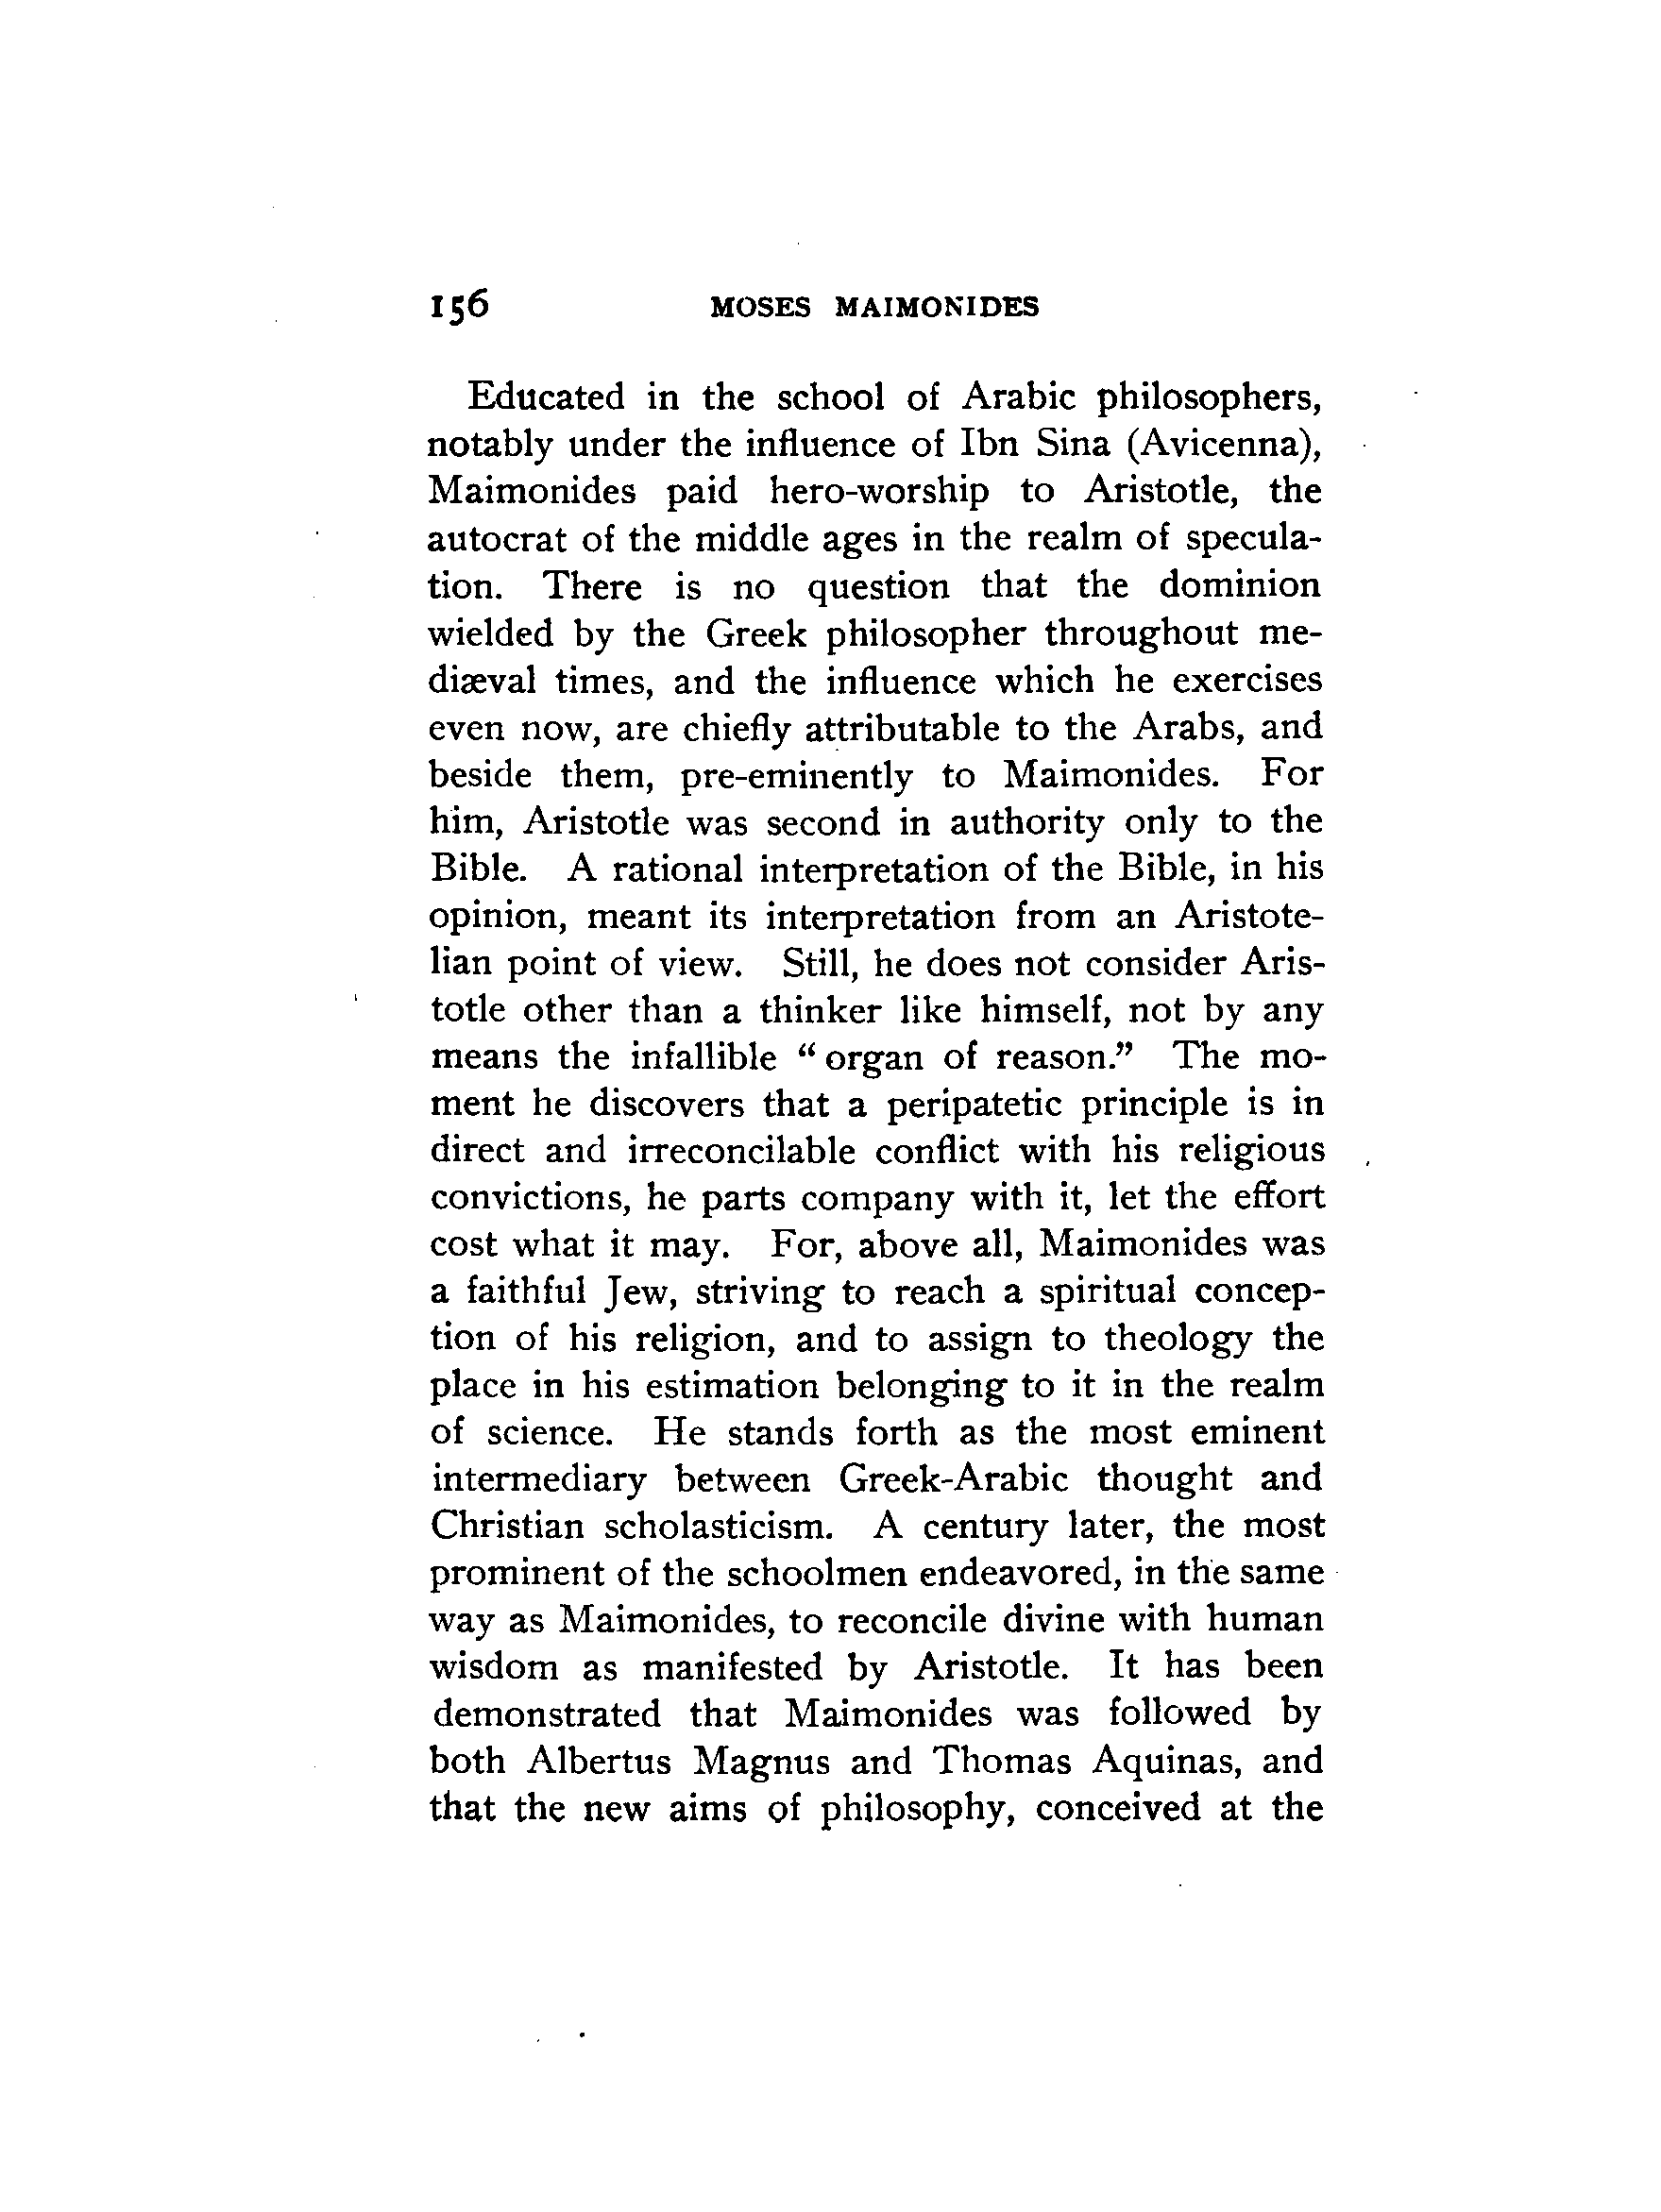 156 MOSES MAIMONIDES
Educated in the school of Arabic philosophers,
notably under the influence of Ibn Sina (Avicenna),
Maimonides paid hero-worship to Aristotle, the
autocrat of the middle ages in the realm of specula-
tion. There is no question that the dominion
wielded by the Greek philosopher throughout me-
diæval times, and the influence which he exercises
even now, are chiefly attributable to the Arabs, and
beside them, pre-eminently to Maimonides. For
him, Aristotle was second in authority only to the
Bible. A rational interpretation of the Bible, in his
opinion, meant its interpretation from an Aristote-
lian point of view. Still, he does not consider Aris-
totle other than a thinker like himself, not by any
means the infallible “organ of reason.” The mo-
ment he discovers that a peripatetic principle is in
direct and irreconcilable conflict with his religious
convictions, he parts company with it, let the effort
cost what it may. For, above all, Maimonides was
a faithful Jew, striving to reach a spiritual concep-
tion of his religion, and to assign to theology the
place in his estimation belonging to it in the realm
of science. He stands forth as the most eminent
intermediary between Greek-Arabic thought and
Christian scholasticism. A century later, the most
prominent of the schoolmen endeavored, in the same
way as Maimonides, to reconcile divine with human
wisdom as manifested by Aristotle. It has been
demonstrated that Maimonides was followed by
both Albertus Magnus and Thomas Aquinas, and
that the new aims of philosophy, conceived at the